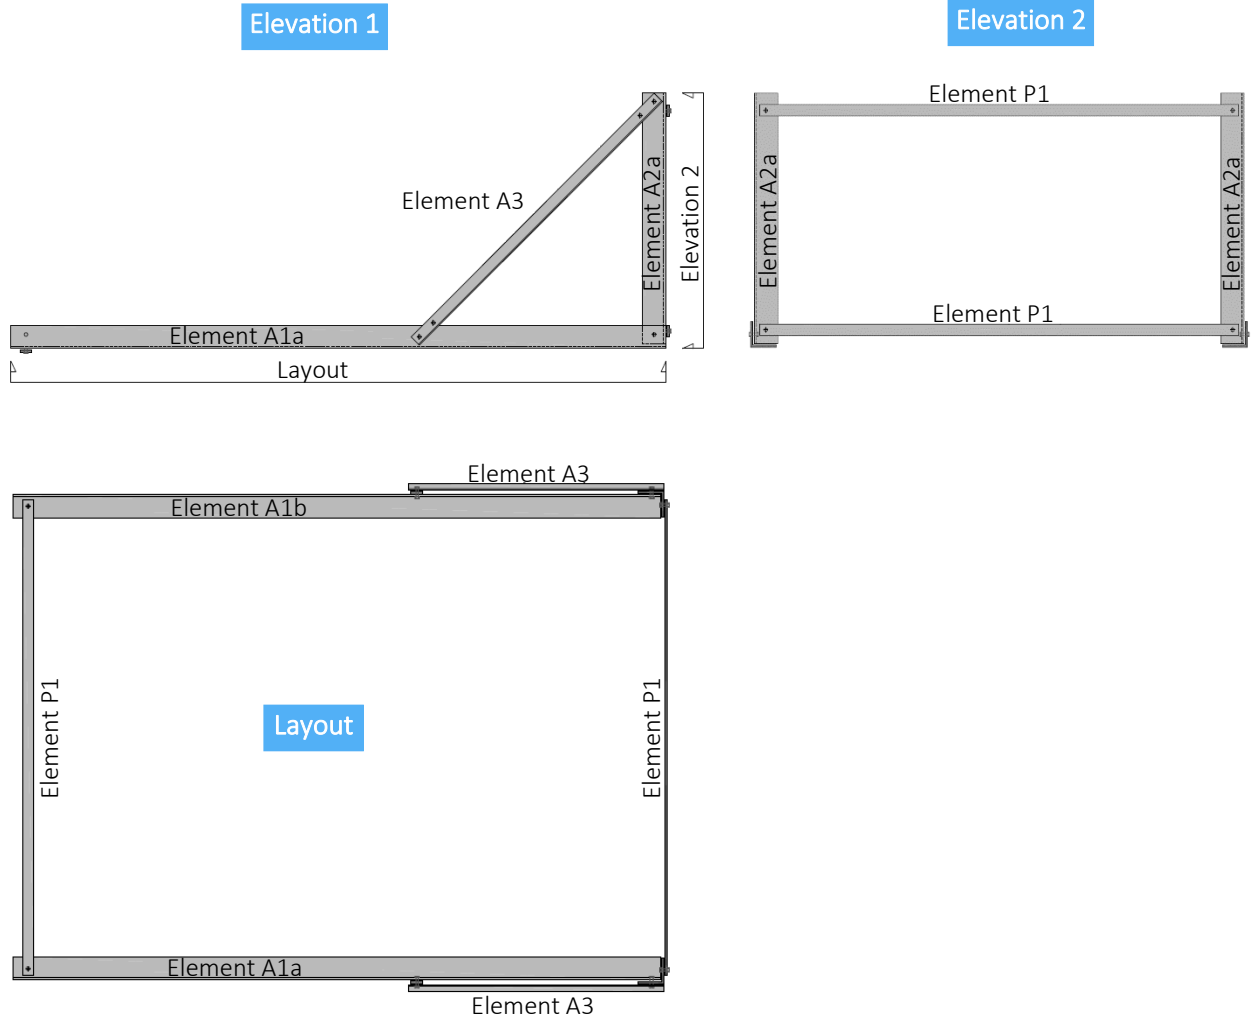 Elevation 1
Elevation 2
Element P1
Element A3
Element A2a
Elevation 2
Element A2a
Element A2a
Element P1
Element A1a
Layout
Element A3
Element A1b
Element P1
Layout
Element P1
Element A1a
Element A3